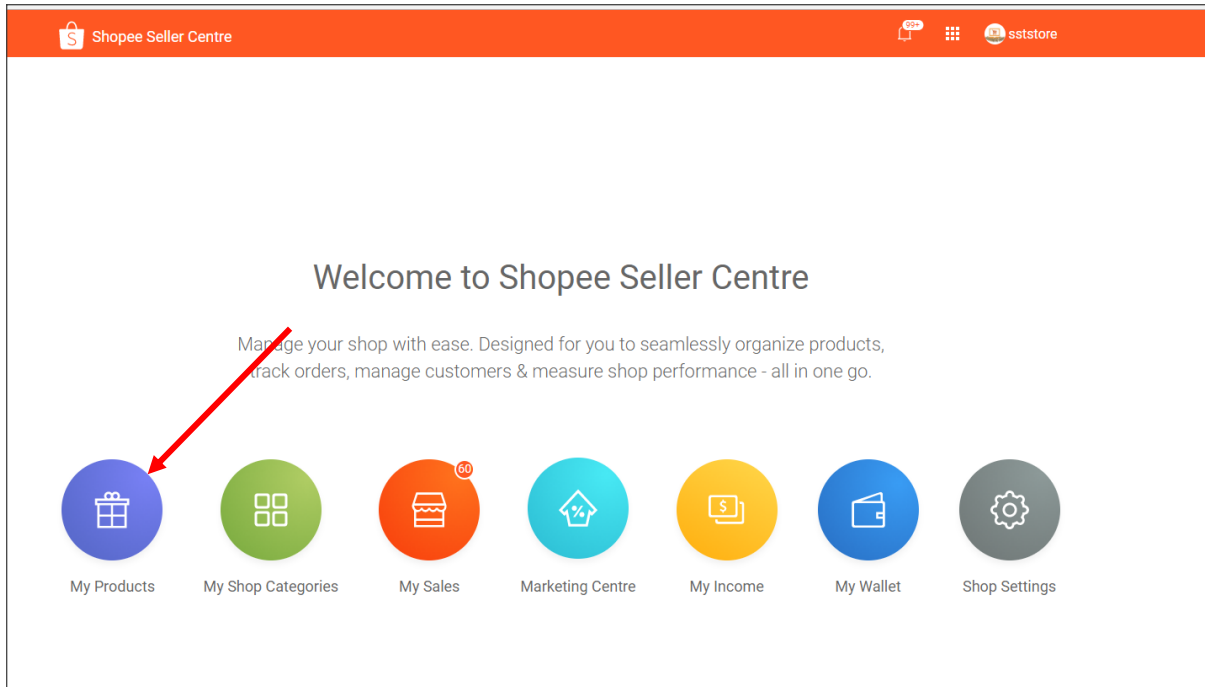 Shopee Seller Centre
99+
sststore
Welcome to Shopee Seller Centre
Manage your shop with ease. Designed for you to seamlessly organize products,
track orders, manage customers & measure shop performance - all in one go.
60
My Products
My Shop Categories
My Sales
Marketing Centre
My Income
My Wallet
Shop Settings